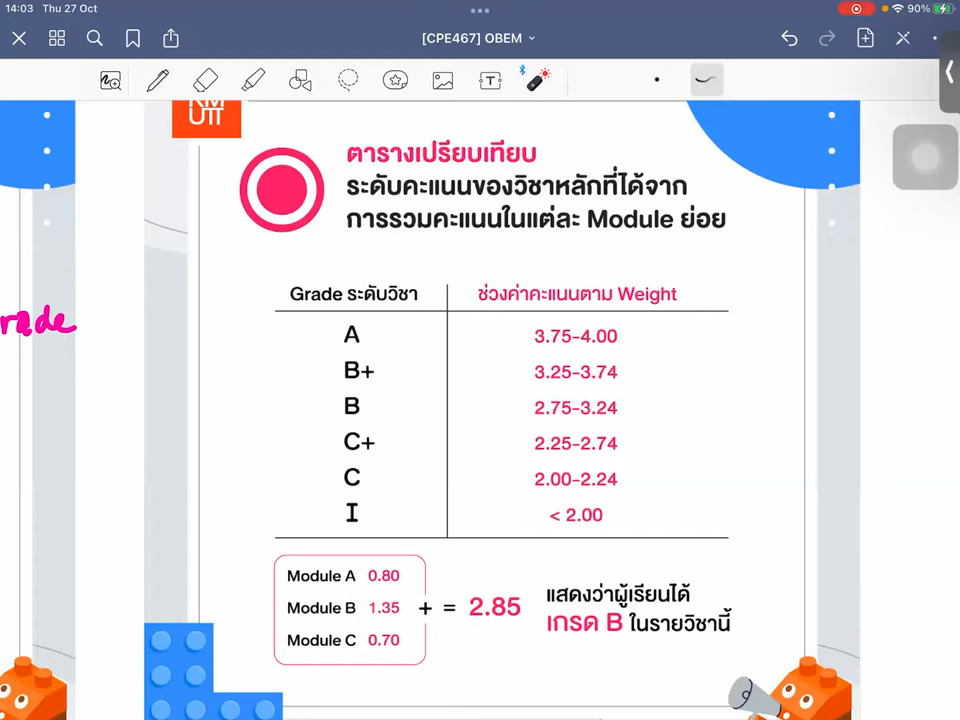 14:03 Thu 27 Oct
90%
[CPE467] OBEM
KM
UTT
ตารางเปรียบเทียบ
ระดับคะแนนของวิชาหลักที่ได้จาก
การรวมคะแนนในแต่ละ Module ย่อย
rade
Grade ระดับวิชา ช่วงค่าคะแนนตาม Weight
A 3.75-4.00
B+ 3.25-3.74
B 2.75-3.24
C+ 2.25-2.74
C 2.00-2.24
I < 2.00
Module A 0.80
Module B 1.35 + = 2.85
Module C 0.70
แสดงว่าผู้เรียนได้
เกรด B ในรายวิชานี้